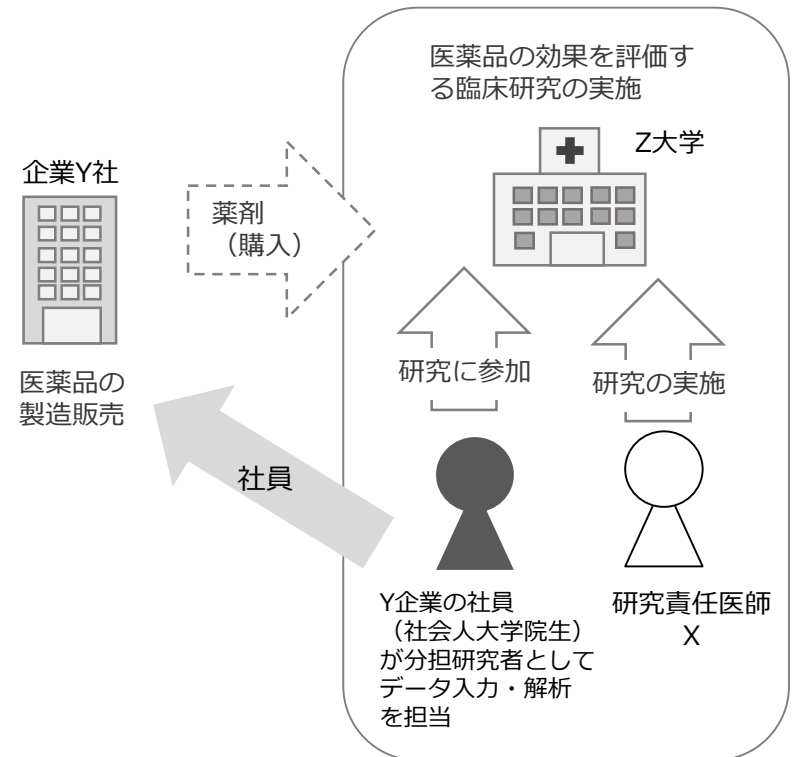 医薬品の効果を評価す
る臨床研究の実施
Z大学
企業Y社
薬剤
（購入）
医薬品の
製造販売
研究に参加
研究の実施
社員
Y企業の社員
（社会人大学院生）
が分担研究者として
データ入力・解析
を担当
研究責任医師
X